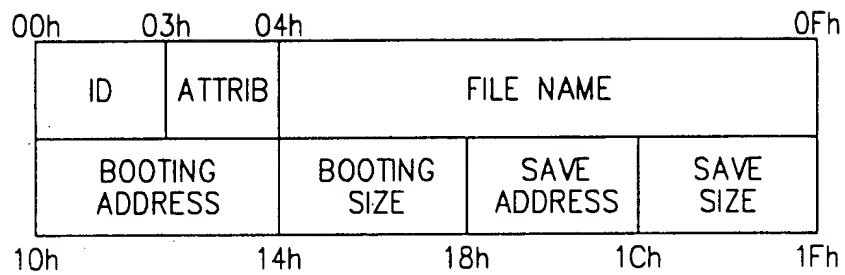 00h 03h 04h 0Fh
ID ATTRIB FILE NAME
BOOTING ADDRESS BOOTING SIZE SAVE ADDRESS SAVE SIZE
10h 14h 18h 1Ch 1Fh